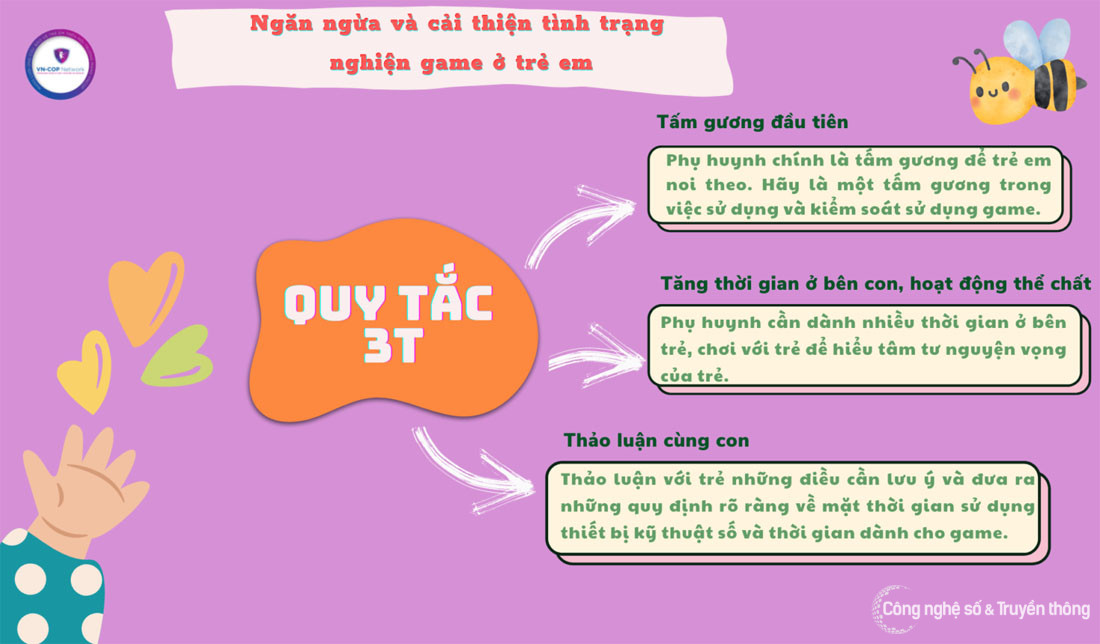 Ngăn ngừa và cải thiện tình trạng
nghiện game ở trẻ em
VN-COP Network
Tấm gương đầu tiên
Phụ huynh chính là tấm gương để trẻ em
noi theo. Hãy là một tấm gương trong
việc sử dụng và kiểm soát sử dụng game.
QUY TẮC
3T
Tăng thời gian ở bên con, hoạt động thể chất
Phụ huynh cần dành nhiều thời gian ở bên
trẻ, chơi với trẻ để hiểu tâm tư nguyện vọng
của trẻ.
Thảo luận cùng con
Thảo luận với trẻ những điều cần lưu ý và đưa ra
những quy định rõ ràng về mặt thời gian sử dụng
thiết bị kỹ thuật số và thời gian dành cho game.
Công nghệ số & Truyền thông